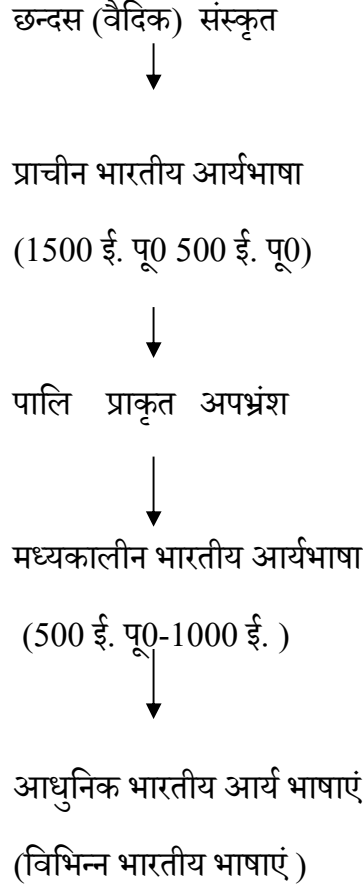 छन्दस (वैदिक) संस्कृत
प्राचीन भारतीय आर्यभाषा
(1500 ई. पू0 500 ई. पू0)
पालि प्राकृत अपभ्रंश
मध्यकालीन भारतीय आर्यभाषा
(500 ई. पू0-1000 ई. )
आधुनिक भारतीय आर्य भाषाएं
(विभिन्न भारतीय भाषाएं )